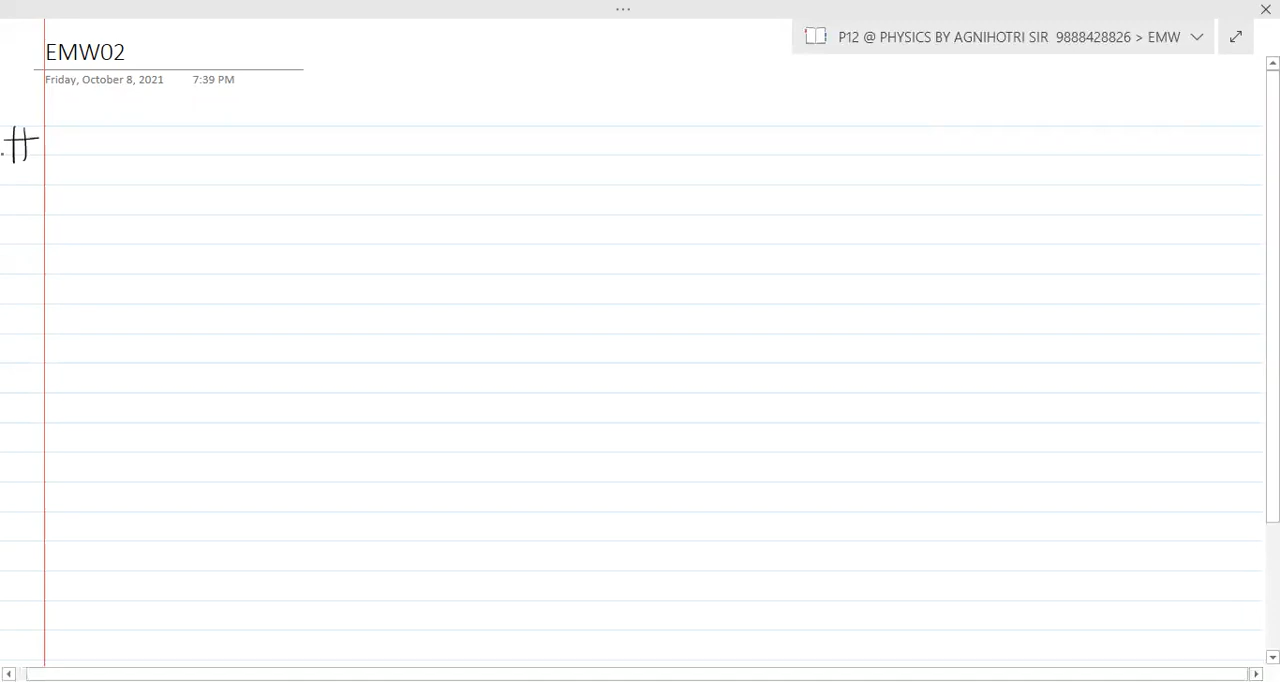 P12 @ PHYSICS BY AGNIHOTRI SIR 9888428826 > EMW
EMW02
Friday, October 8, 2021 7:39 PM
#